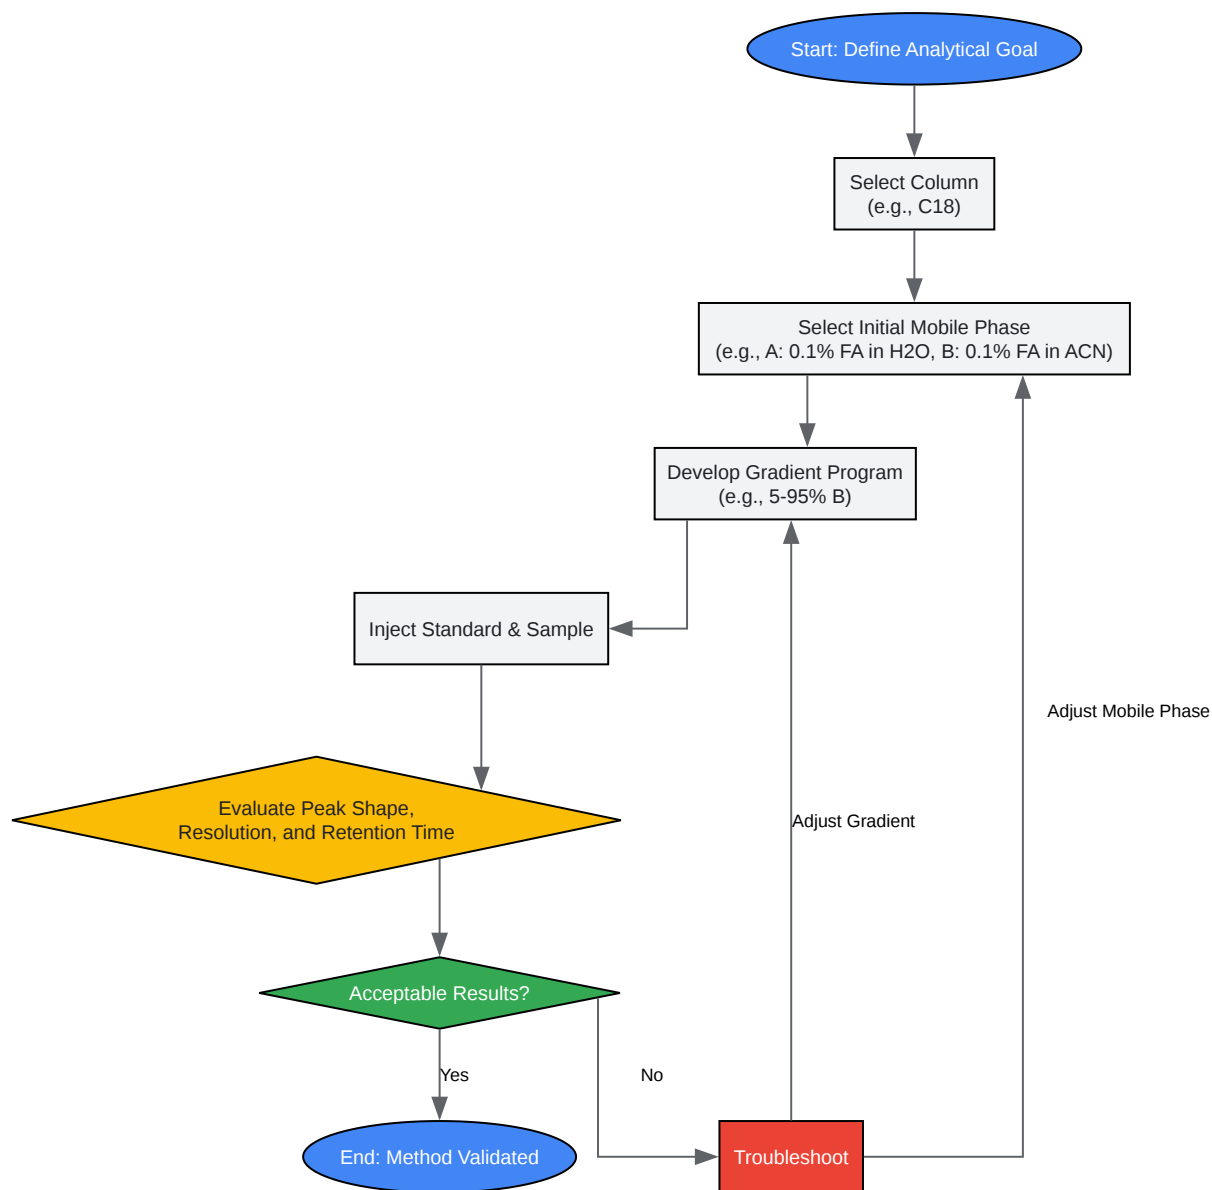 Start: Define Analytical Goal
Select Column
(e.g., C18)
Select Initial Mobile Phase
(e.g., A: 0.1% FA in H2O, B: 0.1% FA in ACN)
Develop Gradient Program
(e.g., 5-95% B)
Inject Standard & Sample
Adjust Mobile Phase
Evaluate Peak Shape,
Resolution, and Retention Time
Adjust Gradient
Acceptable Results?
Yes
No
End: Method Validated
Troubleshoot